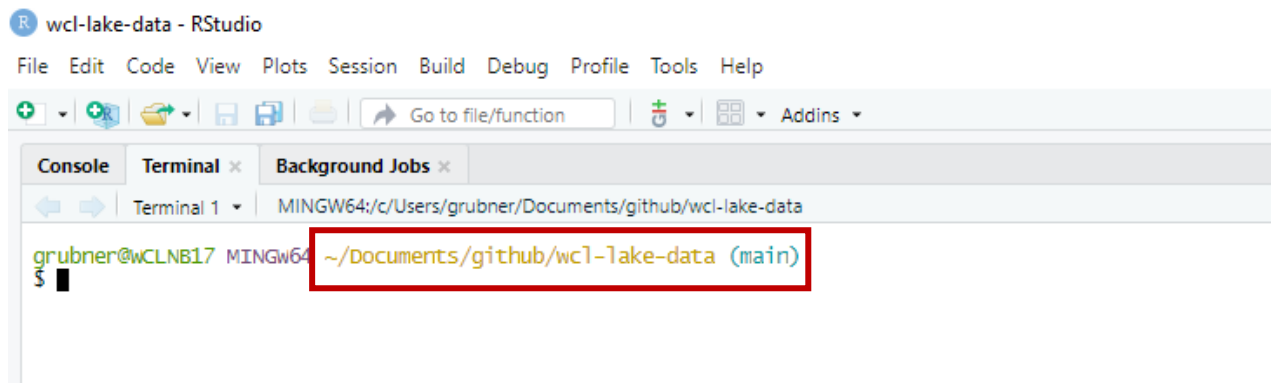 R wcl-lake-data - RStudio
File Edit Code View Plots Session Build Debug Profile Tools Help
Go to file/function Addins
Console Terminal Background Jobs
Terminal 1 MINGW64:/c/Users/grubner/Documents/github/wcl-lake-data
grubner@WCLNB17 MINGW64 ~/Documents/github/wcl-lake-data (main)
$